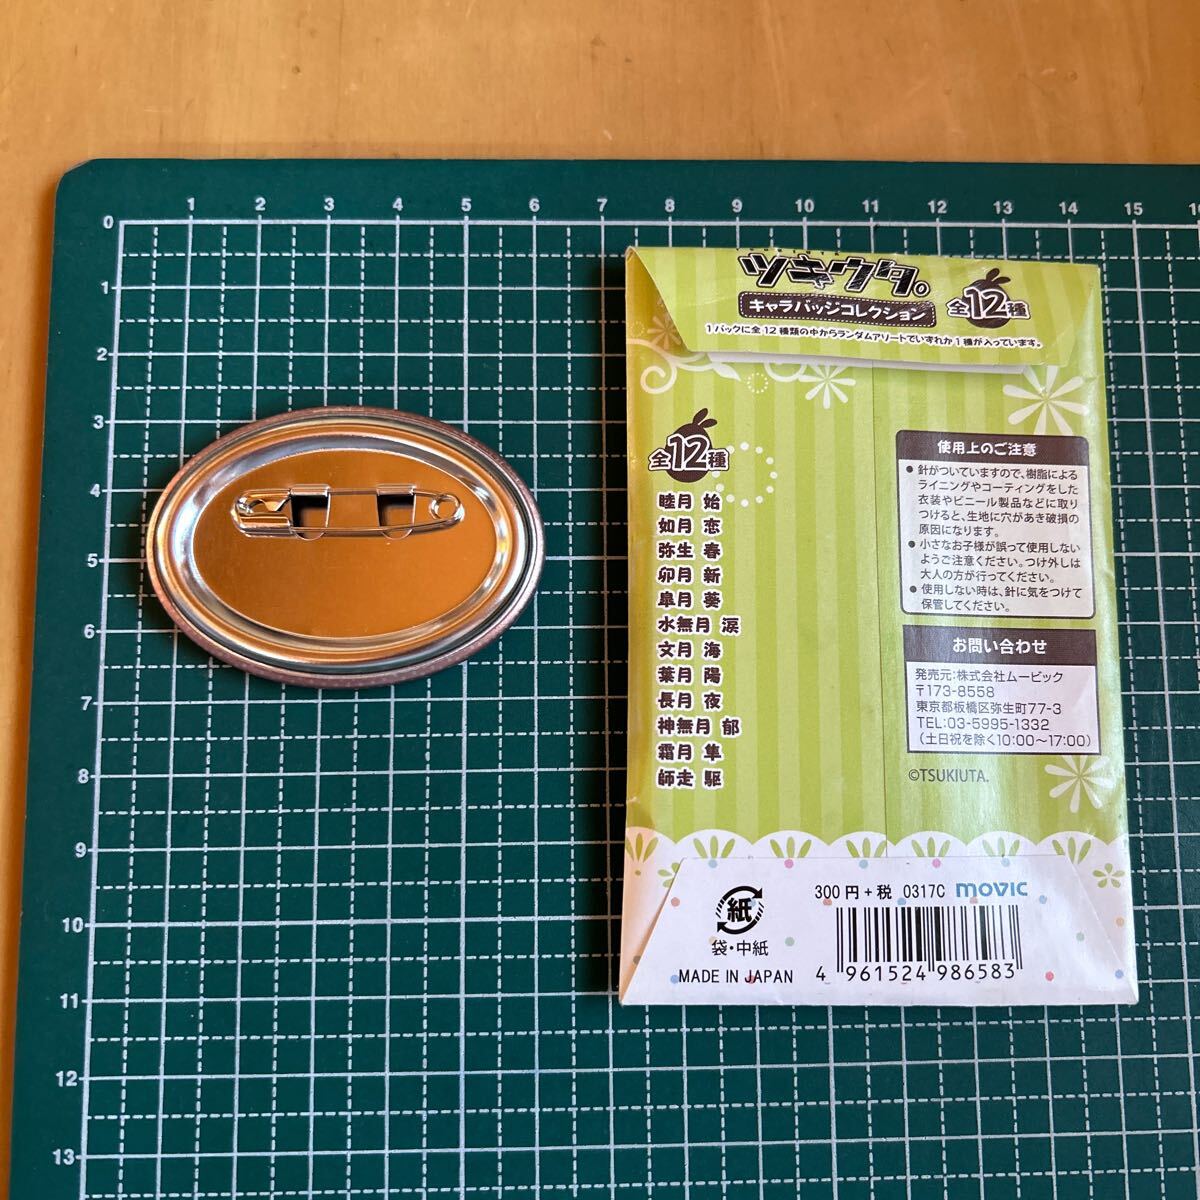 0 1 2 3 4 5 6 7 8 9 10 11 12 13 14 15
1
2
3
4
5
6
7
8
9
10
11
12
13
ツキウタ。
キャラバッジコレクション
全12種
1パックに全12種類の中からランダムアソートでいずれか1種が入っています。
全12種
睦月 始
如月 恋
弥生 春
卯月 新
皐月 葵
水無月 涙
文月 海
葉月 陽
長月 夜
神無月 郁
霜月 隼
師走 駆
使用上のご注意
●針がついていますので、樹脂による
ライニングやコーティングをした
衣装やビニール製品などに取り
つけると、生地に穴があき破損の
原因になります。
●小さなお子様が誤って使用しない
ようご注意ください。つけ外しは
大人の方が行ってください。
●使用しない時は、針に気をつけて
保管してください。
お問い合わせ
発売元:株式会社ムービック
〒173-8558
東京都板橋区弥生町77-3
TEL:03-5995-1332
(土日祝を除く10:00〜17:00)
©TSUKIUTA.
紙
袋・中紙
MADE IN JAPAN
300円+税 0317C movic
4 961524 986583